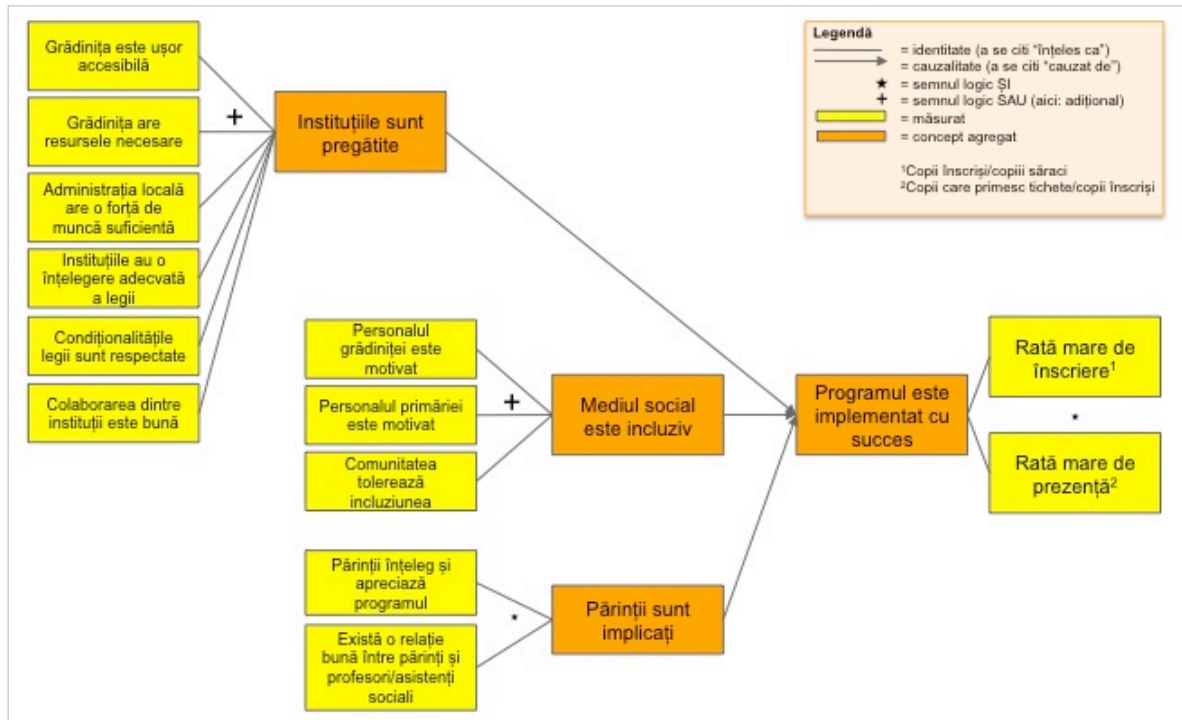 Grădinița este ușor
accesibilă
Grădinița are
resursele necesare
Administrația locală
are o forță de
muncă suficientă
Instituțiile au o
înțelegere adecvată
a legii
Condiționalitățile
legii sunt respectate
Colaborarea dintre
instituții este bună
+
Instituțiile sunt
pregătite
Personalul
grădiniței este
motivat
Personalul primăriei
este motivat
Comunitatea
tolerează
incluziunea
+
Mediul social
este incluziv
Părinții înțeleg și
apreciază
programul
Există o relație
bună între părinți și
profesori/asistenți
sociali
*
Părinții sunt
implicați
Programul este
implementat cu
succes
Rată mare de
înscriere¹
*
Rată mare de
prezență²
Legendă
= identitate (a se citi “înțeles ca”)
= cauzalitate (a se citi “cauzat de”)
★ = semnul logic ȘI
+ = semnul logic SAU (aici: adițional)
= măsurat
= concept agregat
¹Copii înscriși/copiii săraci
²Copii care primesc tichete/copii înscriși